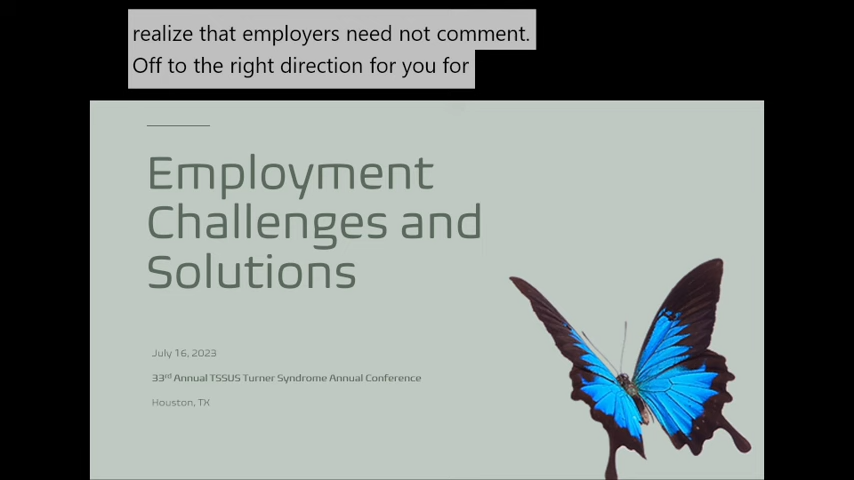 realize that employers need not comment.
Off to the right direction for you for
Employment
Challenges and
Solutions
July 16, 2023
33rd Annual TSSUS Turner Syndrome Annual Conference
Houston, TX